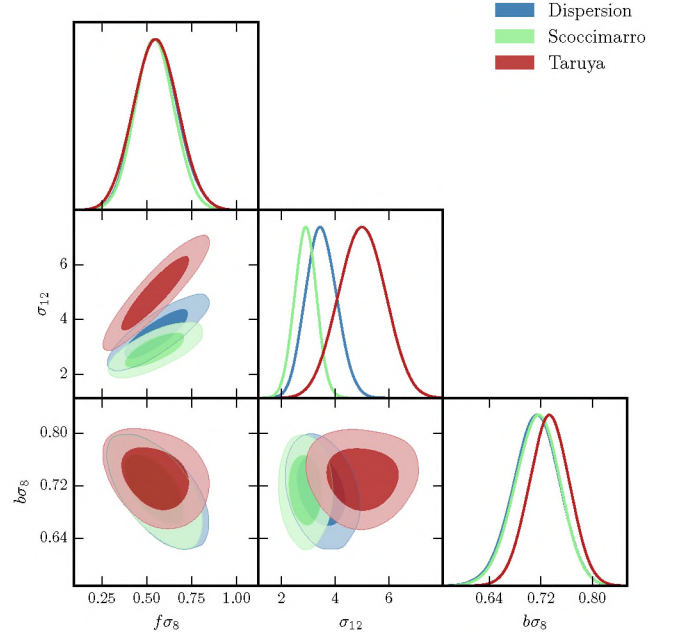 Dispersion
Scoccimarro
Taruya
6
4
2
σ12
0.80
0.72
0.64
bσ8
0.25 0.50 0.75 1.00
2 4 6
0.64 0.72 0.80
fσ8
σ12
bσ8